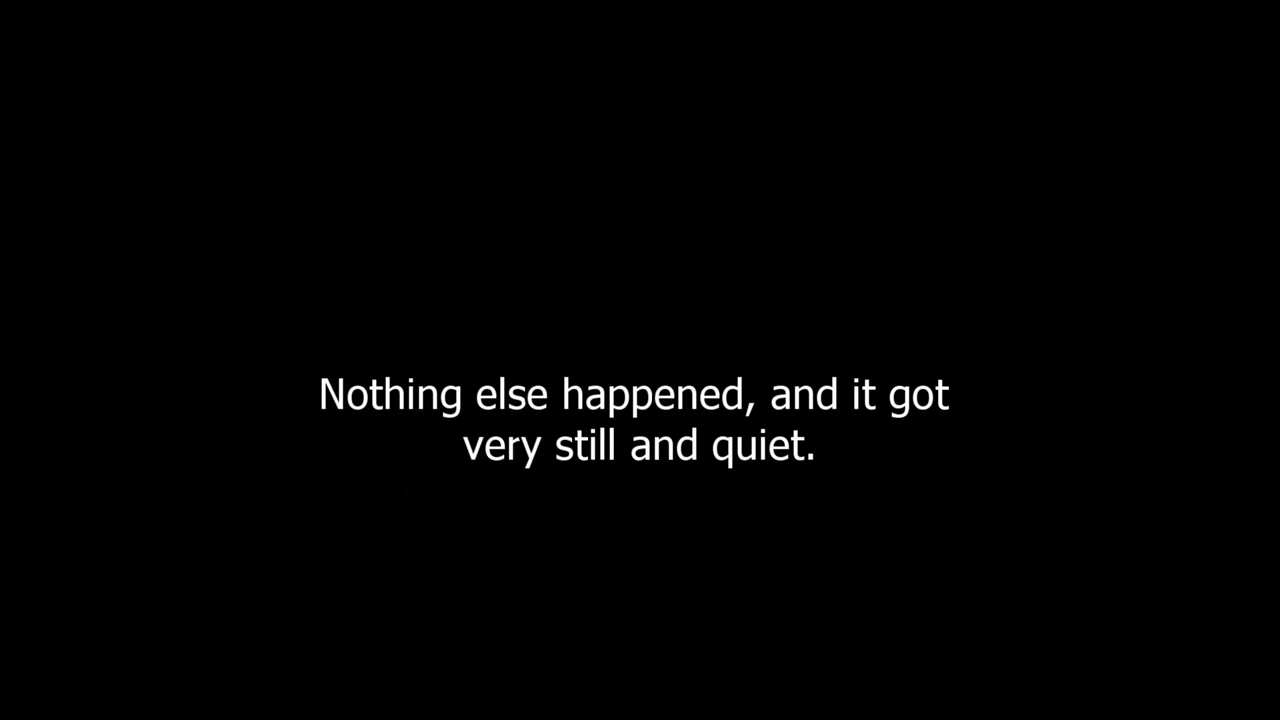 Nothing else happened, and it got
very still and quiet.